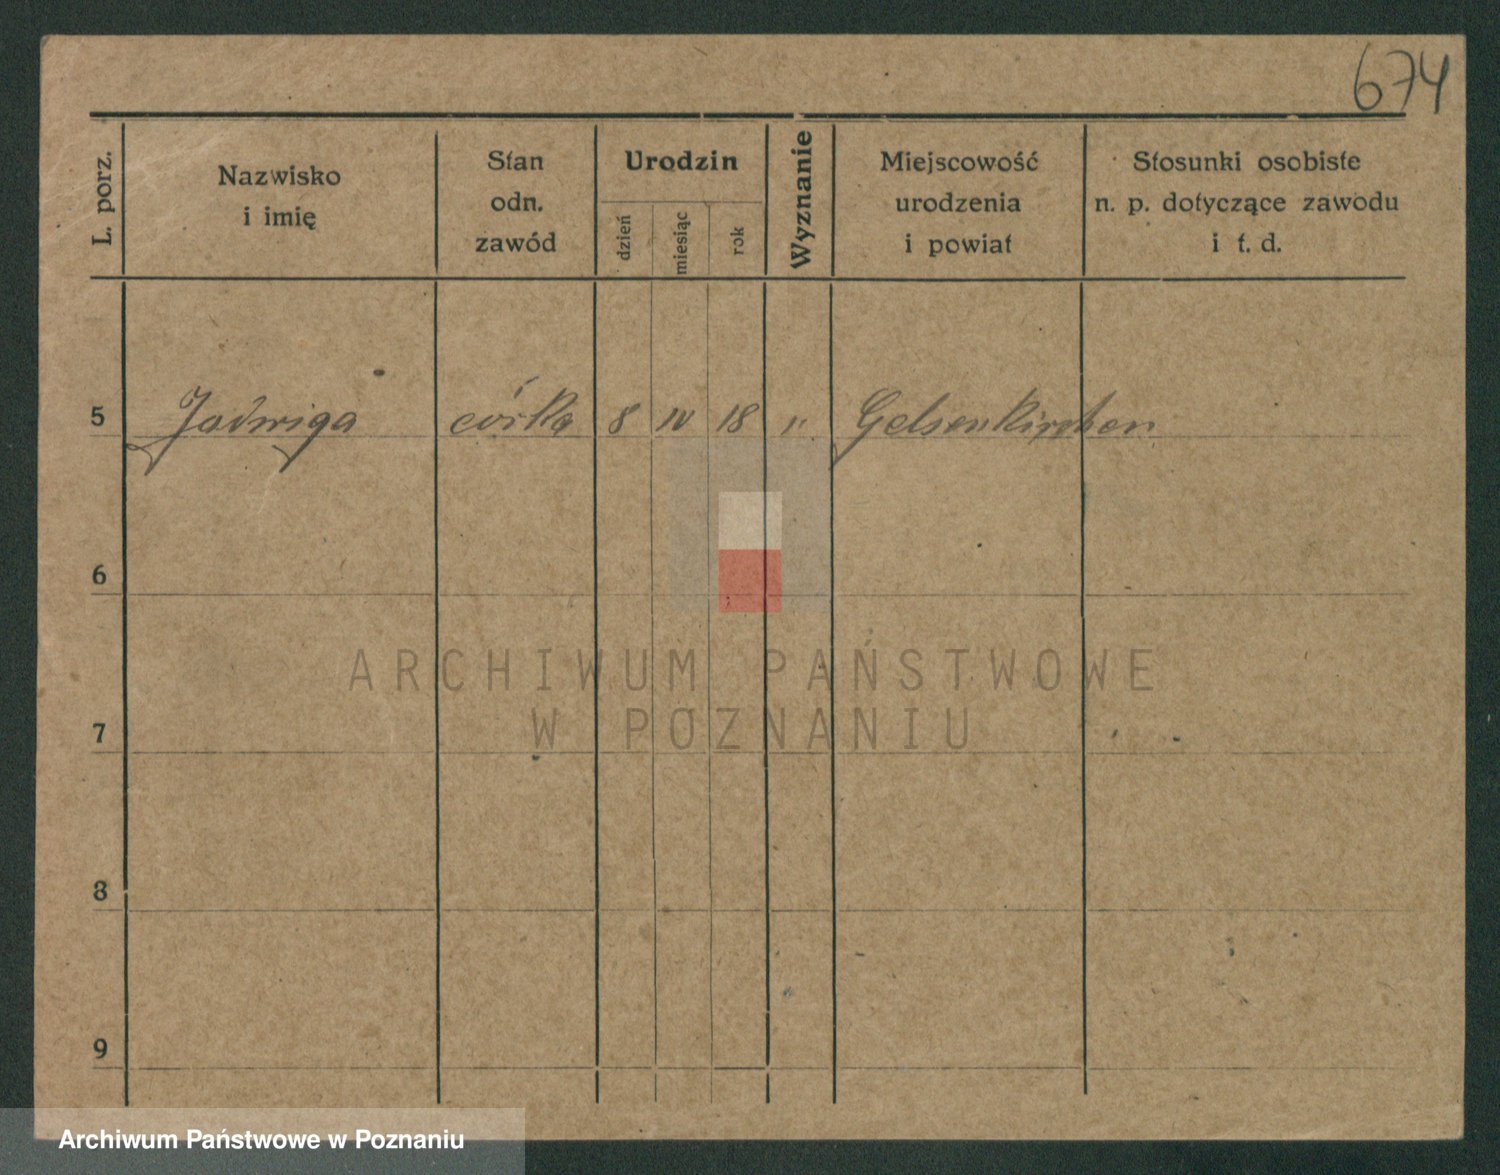 674
L. porz.
Nazwisko
i imię
Stan
odn.
zawód
Urodzin
dzień
miesiąc
rok
Wyznanie
Miejscowość
urodzenia
i powiat
Stosunki osobiste
n. p. dotyczące zawodu
i t. d.
5 Jadwiga córka 8 IV 18 " Gelsenkirchen
6
7
8
9
ARCHIWUM PAŃSTWOWE
W POZNANIU
Archiwum Państwowe w Poznaniu